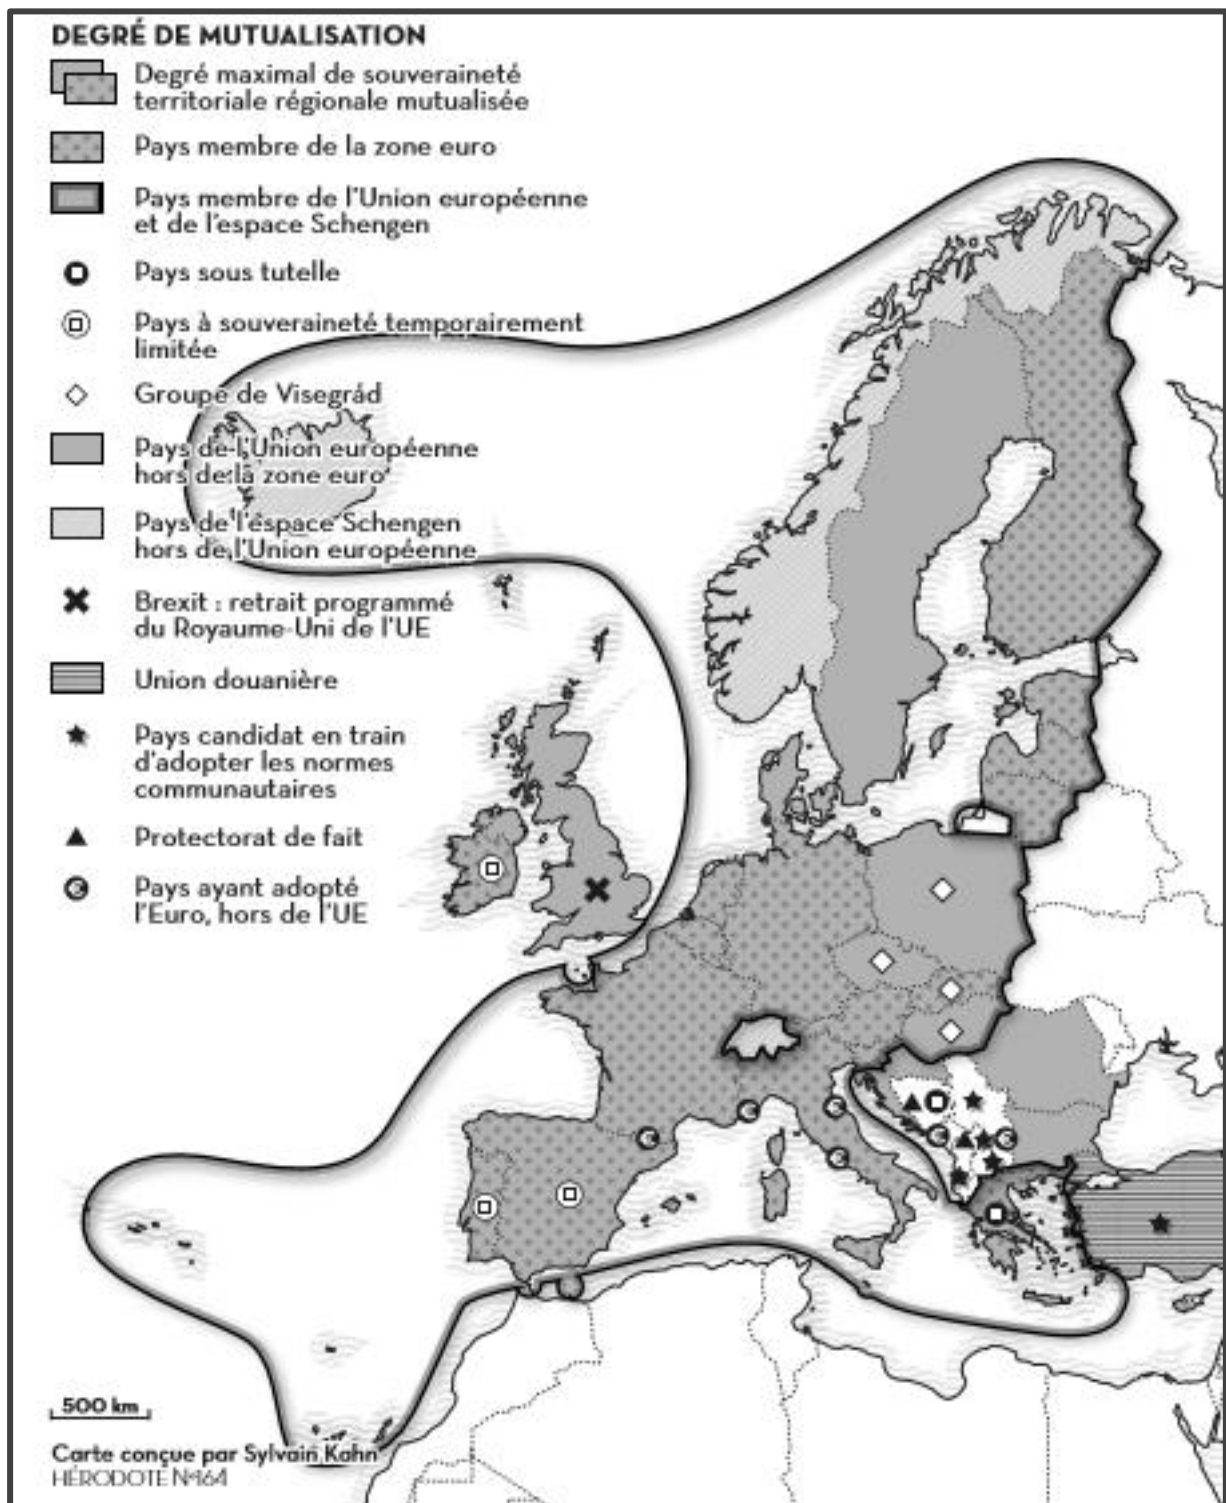 DEGRÉ DE MUTUALISATION
Degré maximal de souveraineté
territoriale régionale mutualisée
Pays membre de la zone euro
Pays membre de l'Union européenne
et de l'espace Schengen
Pays sous tutelle
Pays à souveraineté temporairement
limitée
Groupe de Visegrád
Pays de l'Union européenne
hors de la zone euro
Pays de l'espace Schengen
hors de l'Union européenne
Brexit : retrait programmé
du Royaume-Uni de l'UE
Union douanière
Pays candidat en train
d'adopter les normes
communautaires
Protectorat de fait
Pays ayant adopté
l'Euro, hors de l'UE
500 km
Carte conçue par Sylvain Kahn
HÉRODOTE N°164